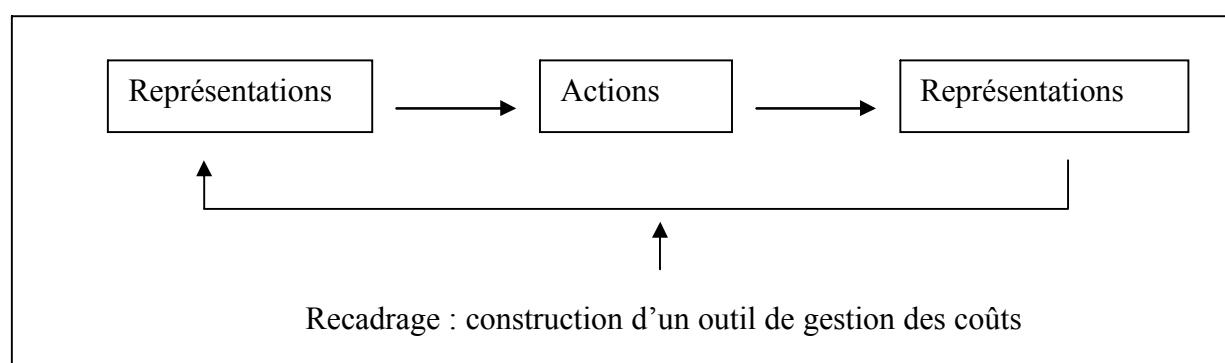 Représentations
Actions
Représentations
Recadrage : construction d’un outil de gestion des coûts